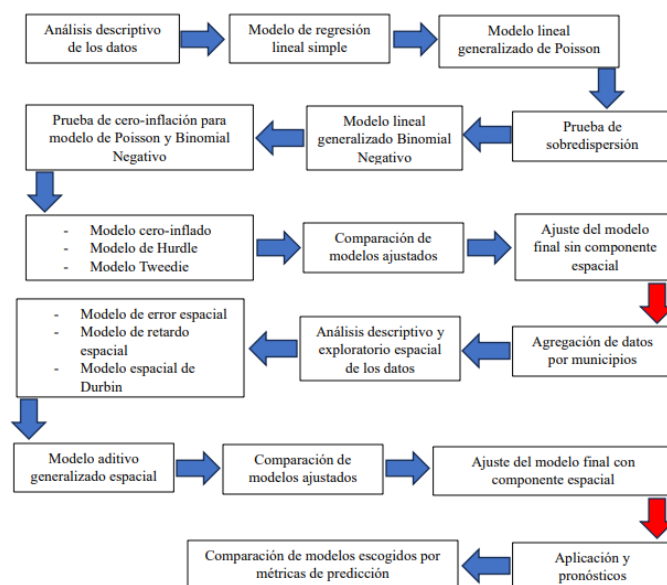 Análisis descriptivo
de los datos
Modelo de regresión
lineal simple
Modelo lineal
generalizado de Poisson
Prueba de
sobredispersión
Modelo lineal
generalizado Binomial
Negativo
Prueba de cero-inflación para
modelo de Poisson y Binomial
Negativo
- Modelo cero-inflado
- Modelo de Hurdle
- Modelo Tweedie
Comparación de
modelos ajustados
Ajuste del modelo
final sin componente
espacial
Agregación de datos
por municipios
Análisis descriptivo y
exploratorio espacial
de los datos
- Modelo de error espacial
- Modelo de retardo
espacial
- Modelo espacial de
Durbin
Modelo aditivo
generalizado espacial
Comparación de
modelos ajustados
Ajuste del modelo final con
componente espacial
Aplicación y
pronósticos
Comparación de modelos escogidos por
métricas de predicción